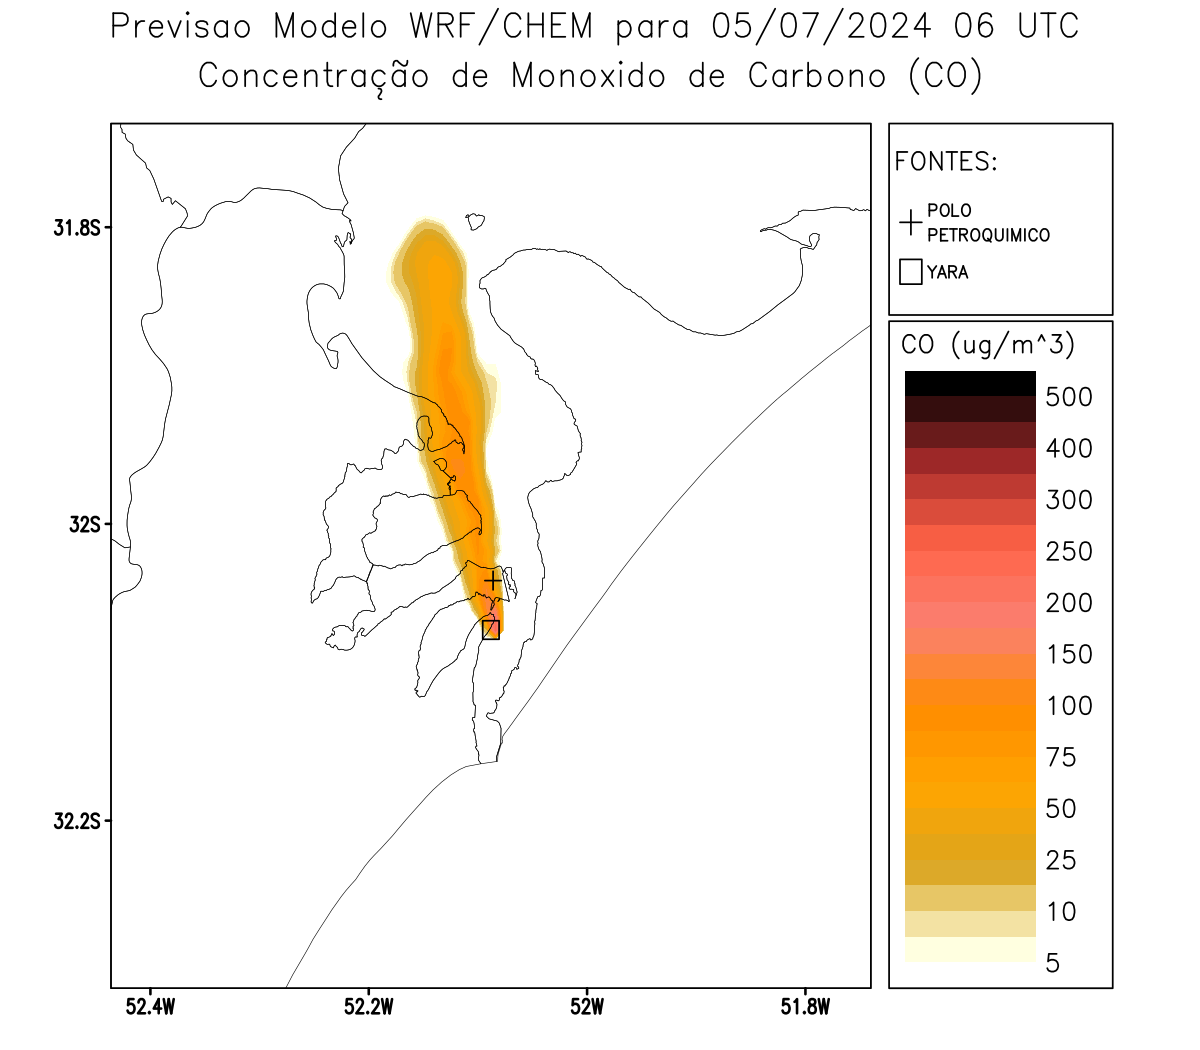 Previsao Modelo WRF/CHEM para 05/07/2024 06 UTC
Concentração de Monoxido de Carbono (CO)
FONTES:
POLO
PETROQUIMICO
YARA
CO (ug/m^3)
500
400
300
250
200
150
100
75
50
25
10
5
31.8S
32S
32.2S
52.4W
52.2W
52W
51.8W